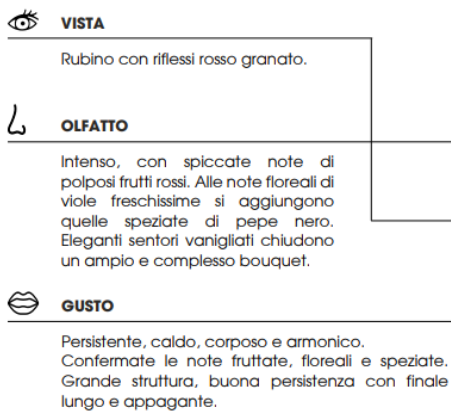 VISTA
Rubino con riflessi rosso granato.
OLFATTO
Intenso, con spiccate note di
polposi frutti rossi. Alle note floreali di
viole freschissime si aggiungono
quelle speziate di pepe nero.
Eleganti sentori vanigliati chiudono
un ampio e complesso bouquet.
GUSTO
Persistente, caldo, corposo e armonico.
Confermate le note fruttate, floreali e speziate.
Grande struttura, buona persistenza con finale
lungo e appagante.